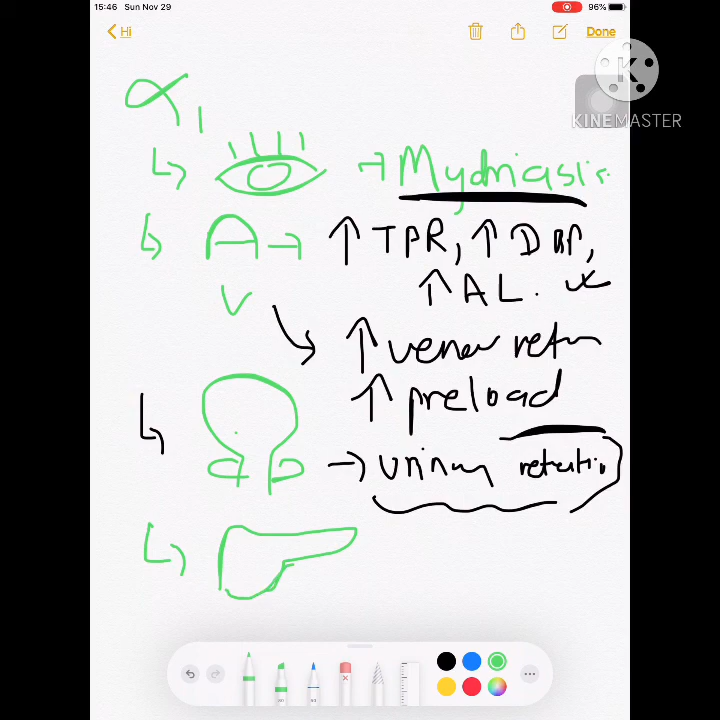 15:46 Sun Nov 29 96%
Hi Done
K
KINEMASTER
α1
→ Mydriasis
A → ↑ TPR, ↑ DBP,
↑ AL.
V
↑ venous return
↑ preload
→ urinary retention